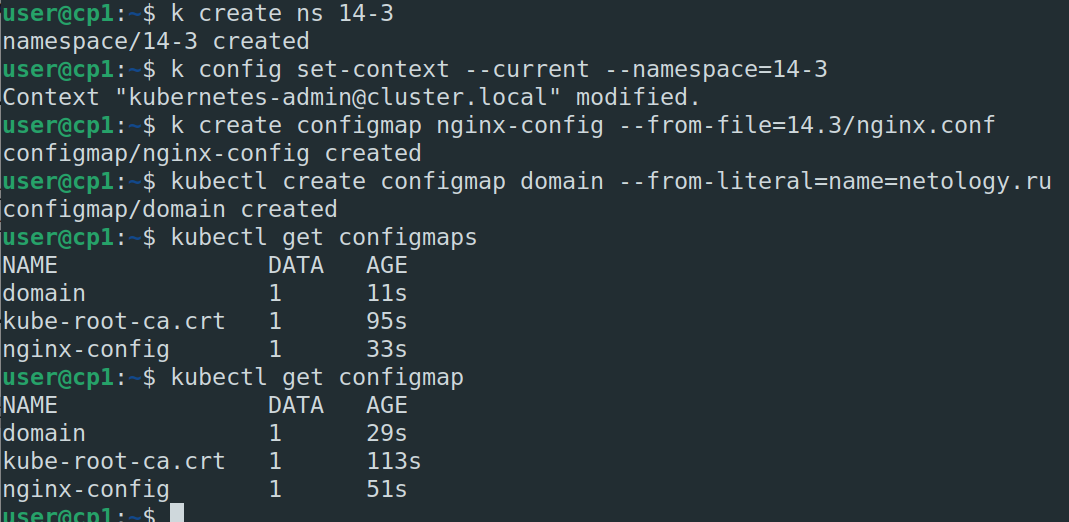 user@cp1:~$ k create ns 14-3
namespace/14-3 created
user@cp1:~$ k config set-context --current --namespace=14-3
Context "kubernetes-admin@cluster.local" modified.
user@cp1:~$ k create configmap nginx-config --from-file=14.3/nginx.conf
configmap/nginx-config created
user@cp1:~$ kubectl create configmap domain --from-literal=name=netology.ru
configmap/domain created
user@cp1:~$ kubectl get configmaps
NAME               DATA   AGE
domain             1      11s
kube-root-ca.crt   1      95s
nginx-config       1      33s
user@cp1:~$ kubectl get configmap
NAME               DATA   AGE
domain             1      29s
kube-root-ca.crt   1      113s
nginx-config       1      51s
user@cp1:~$